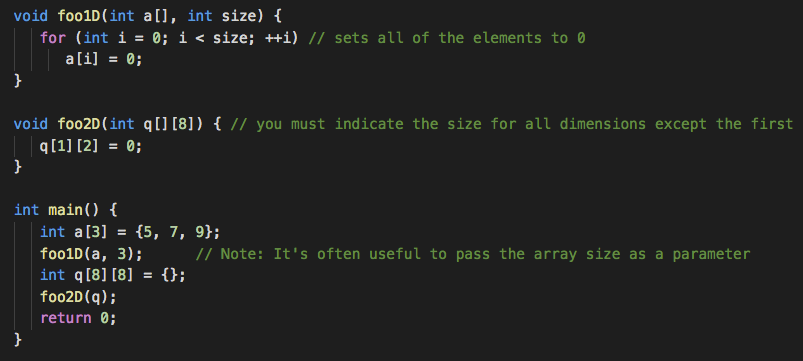 void foo1D(int a[], int size) {
    for (int i = 0; i < size; ++i) // sets all of the elements to 0
        a[i] = 0;
}

void foo2D(int q[][8]) { // you must indicate the size for all dimensions except the first
    q[1][2] = 0;
}

int main() {
    int a[3] = {5, 7, 9};
    foo1D(a, 3);      // Note: It's often useful to pass the array size as a parameter
    int q[8][8] = {};
    foo2D(q);
    return 0;
}